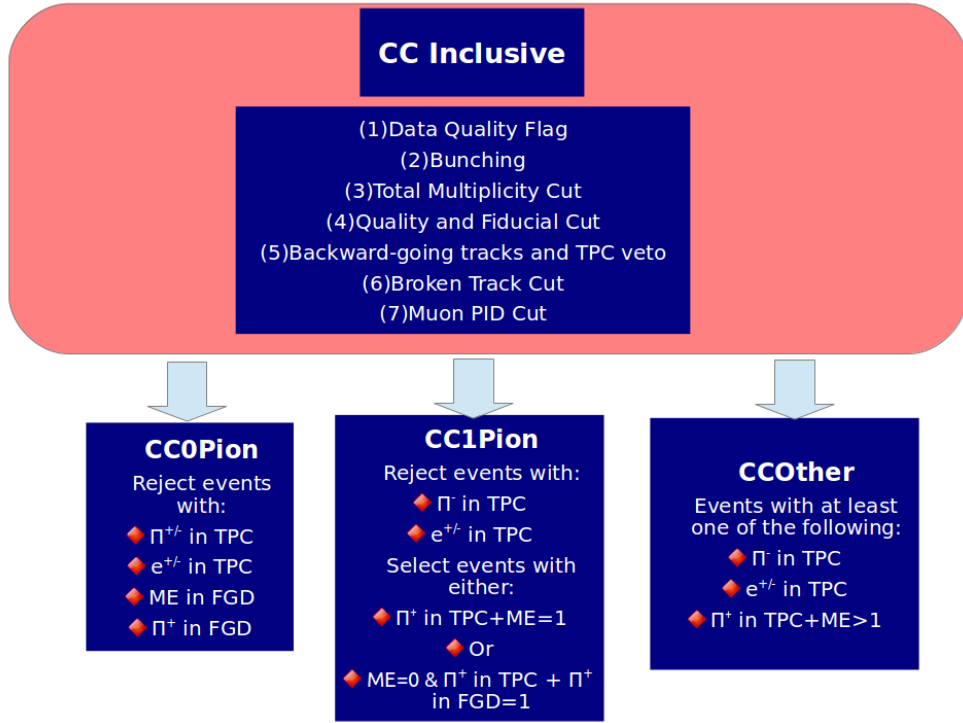 CC Inclusive
(1)Data Quality Flag
(2)Bunching
(3)Total Multiplicity Cut
(4)Quality and Fiducial Cut
(5)Backward-going tracks and TPC veto
(6)Broken Track Cut
(7)Muon PID Cut
CC0Pion
Reject events
with:
Π⁺/⁻ in TPC
e⁺/⁻ in TPC
ME in FGD
Π⁺ in FGD
CC1Pion
Reject events with:
Π⁻ in TPC
e⁺/⁻ in TPC
Select events with
either:
Π⁺ in TPC+ME=1
Or
ME=0 & Π⁺ in TPC + Π⁺
in FGD=1
CCOther
Events with at least
one of the following:
Π⁻ in TPC
e⁺/⁻ in TPC
Π⁺ in TPC+ME>1